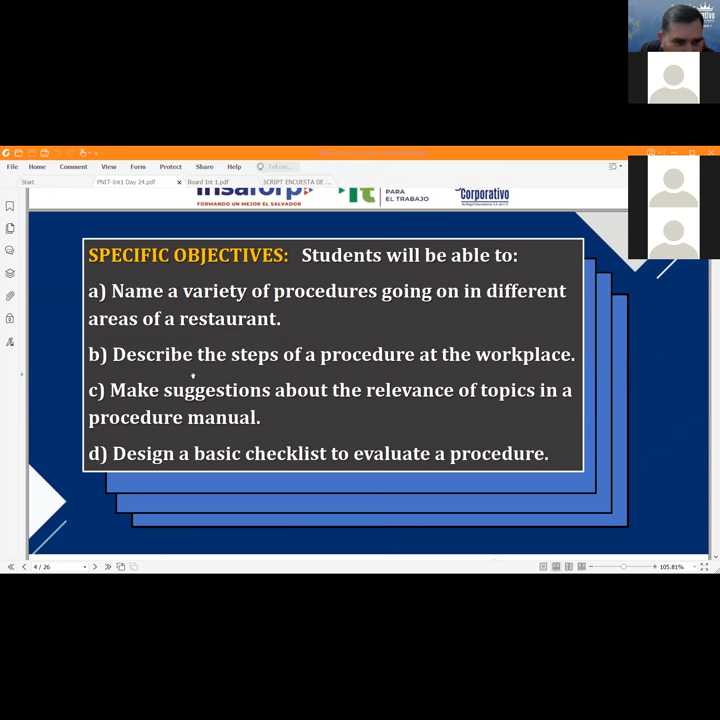 File Home Comment View Form Protect Share Help Tell me...
Start PNIT-Int1 Day 24.pdf Board Int 1.pdf SCRIPT ENCUESTA DE ...
FORMANDO UN MEJOR EL SALVADOR
PARA
EL TRABAJO
Corporativo
SPECIFIC OBJECTIVES: Students will be able to:
a) Name a variety of procedures going on in different
areas of a restaurant.
b) Describe the steps of a procedure at the workplace.
c) Make suggestions about the relevance of topics in a
procedure manual.
d) Design a basic checklist to evaluate a procedure.
4 / 26
105.81%